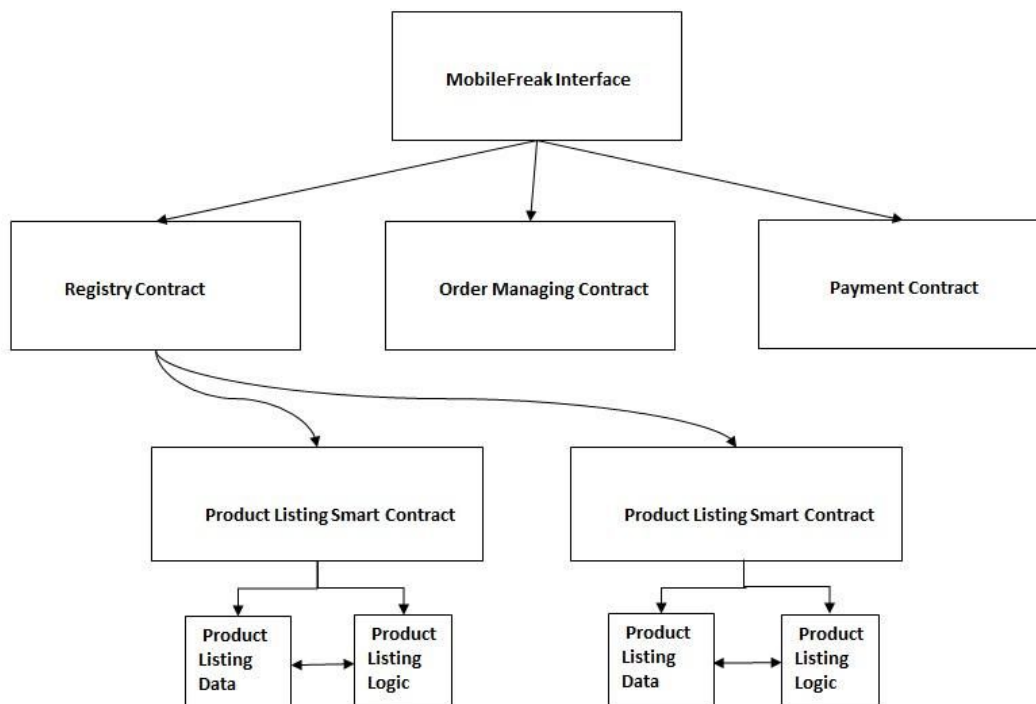 MobileFreak Interface
Registry Contract
Order Managing Contract
Payment Contract
Product Listing Smart Contract
Product Listing Smart Contract
Product
Listing
Data
Product
Listing
Logic
Product
Listing
Data
Product
Listing
Logic